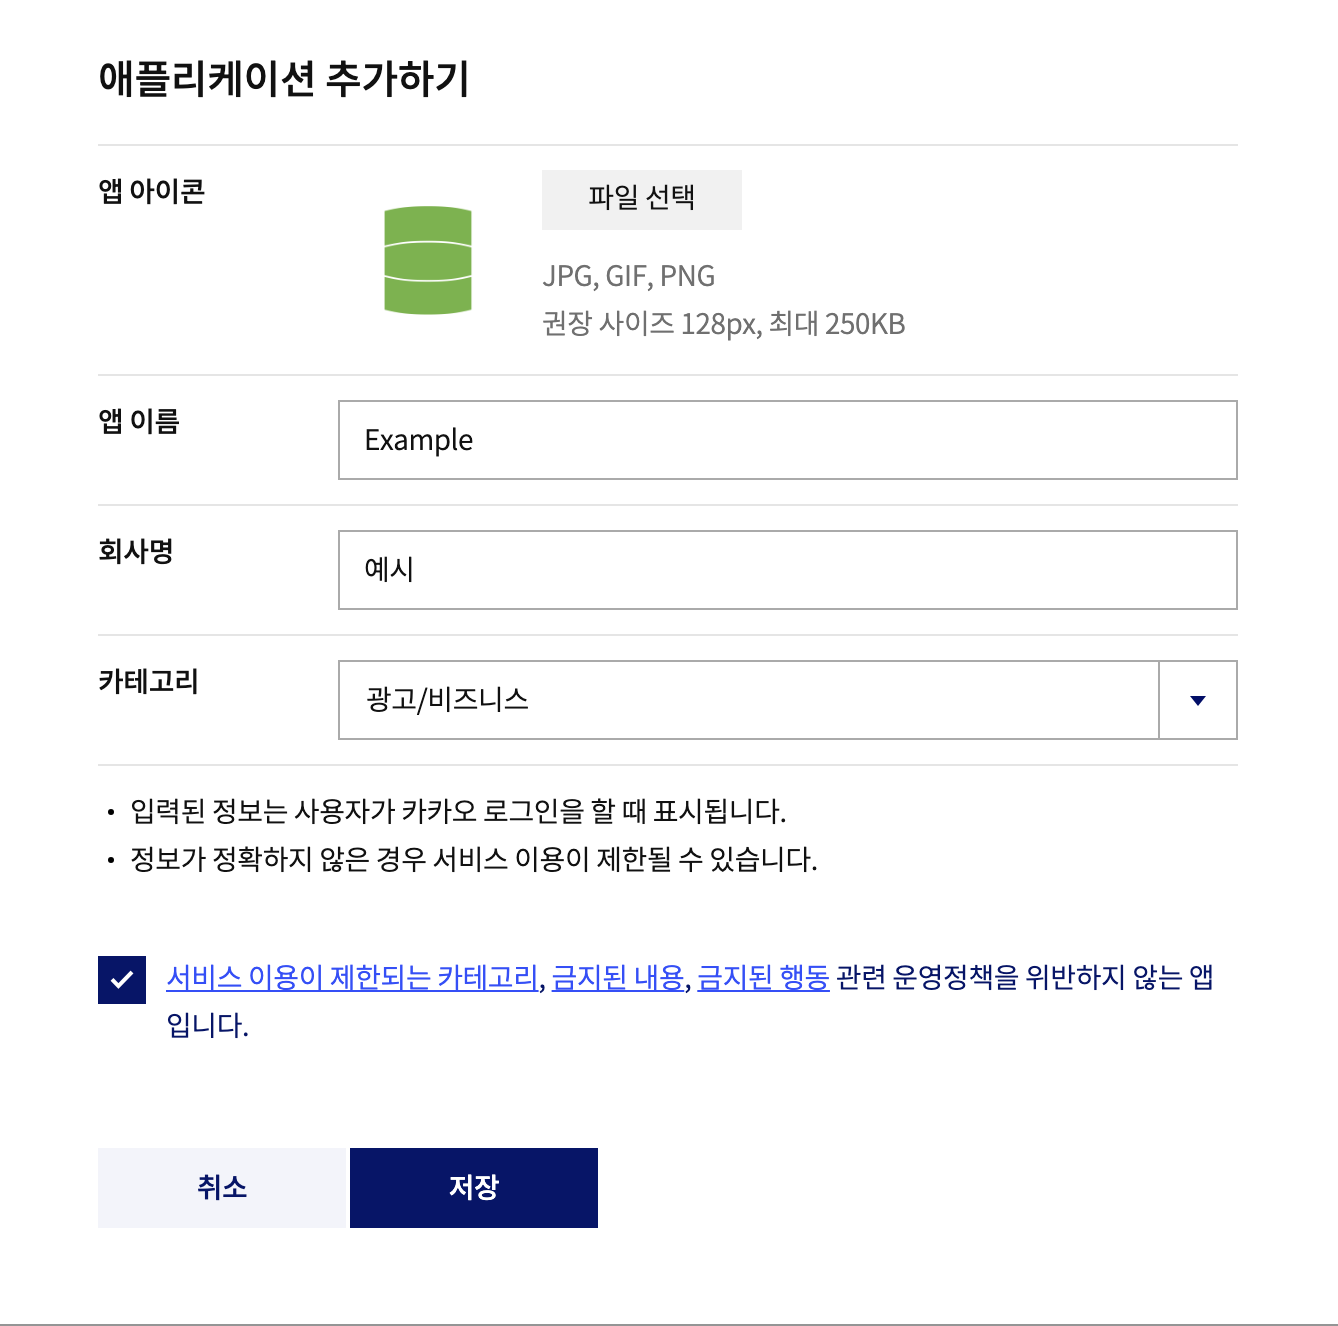 애플리케이션 추가하기
앱 아이콘
파일 선택
JPG, GIF, PNG
권장 사이즈 128px, 최대 250KB
앱 이름
Example
회사명
예시
카테고리
광고/비즈니스
• 입력된 정보는 사용자가 카카오 로그인을 할 때 표시됩니다.
• 정보가 정확하지 않은 경우 서비스 이용이 제한될 수 있습니다.
서비스 이용이 제한되는 카테고리, 금지된 내용, 금지된 행동 관련 운영정책을 위반하지 않는 앱
입니다.
취소
저장